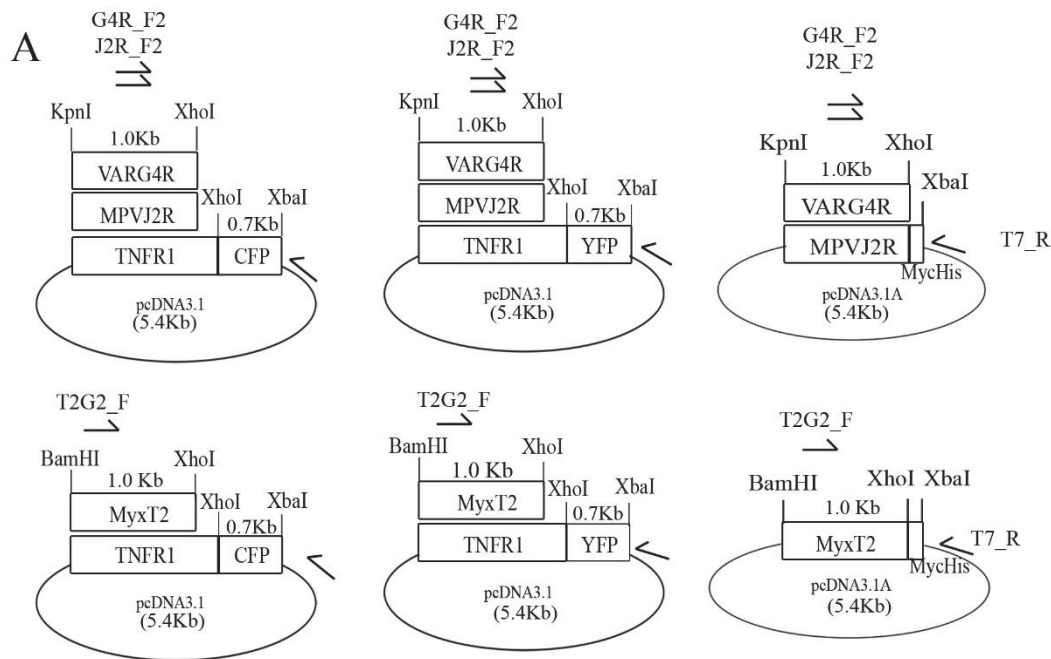 A
G4R_F2
J2R_F2
KpnI
XhoI
1.0Kb
VARG4R
MPVJ2R
XhoI
XbaI
0.7Kb
TNFR1
CFP
pcDNA3.1
(5.4Kb)
G4R_F2
J2R_F2
KpnI
XhoI
1.0Kb
VARG4R
MPVJ2R
XhoI
XbaI
0.7Kb
TNFR1
YFP
pcDNA3.1
(5.4Kb)
G4R_F2
J2R_F2
KpnI
XhoI
1.0Kb
XbaI
VARG4R
MPVJ2R
T7_R
MycHis
pcDNA3.1A
(5.4Kb)
T2G2_F
BamHI
XhoI
1.0 Kb
MyxT2
XhoI
XbaI
0.7Kb
TNFR1
CFP
pcDNA3.1
(5.4Kb)
T2G2_F
BamHI
XhoI
1.0 Kb
MyxT2
XhoI
XbaI
0.7Kb
TNFR1
YFP
pcDNA3.1
(5.4Kb)
T2G2_F
BamHI
XhoI
XbaI
1.0 Kb
MyxT2
T7_R
MycHis
pcDNA3.1A
(5.4Kb)